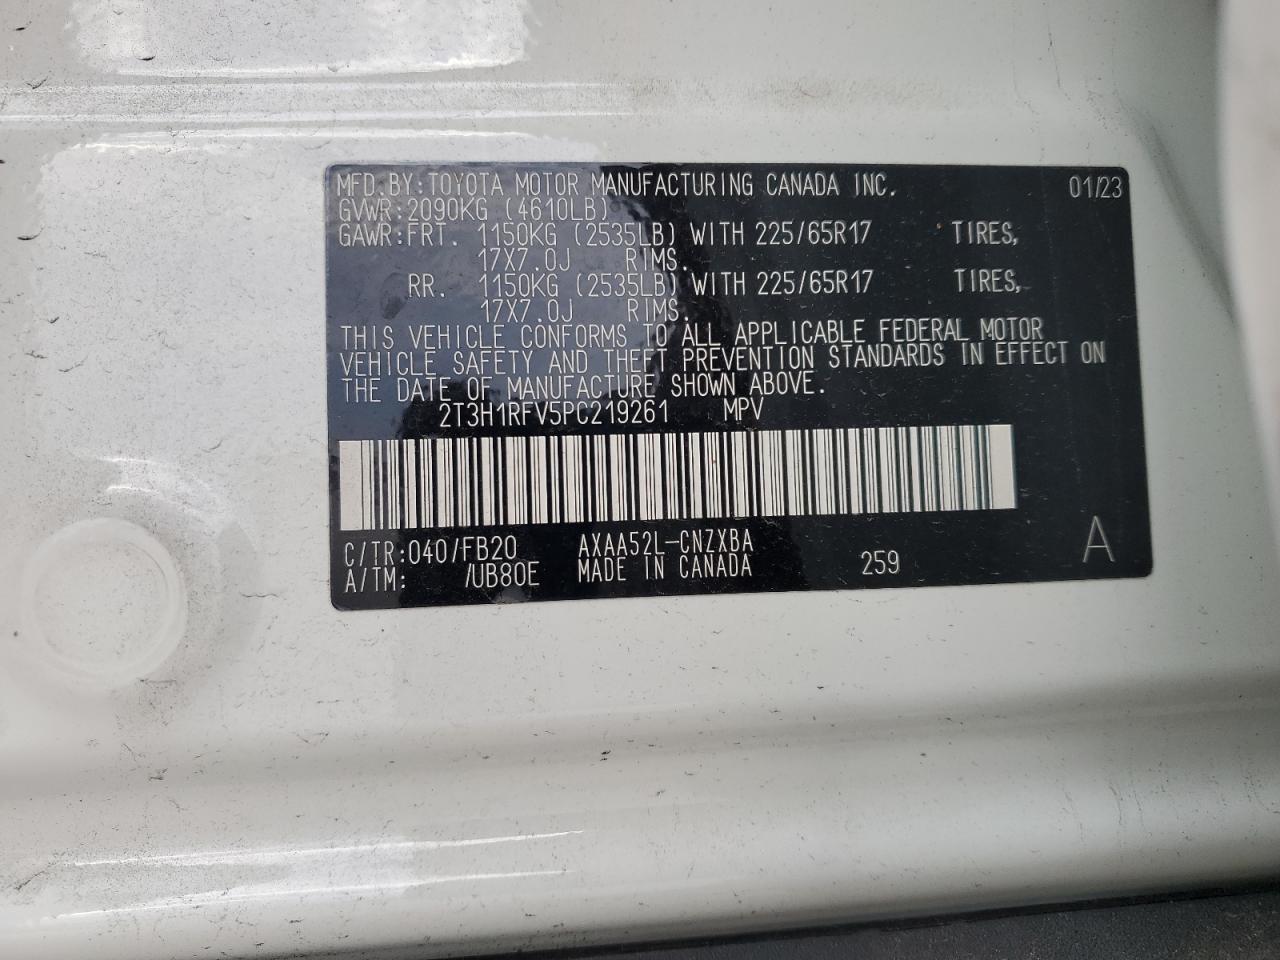 MFD.BY:TOYOTA MOTOR MANUFACTURING CANADA INC. 01/23
GVWR:2090KG (4610LB)
GAWR:FRT. 1150KG (2535LB) WITH 225/65R17 TIRES,
17X7.0J RIMS.
RR. 1150KG (2535LB) WITH 225/65R17 TIRES,
17X7.0J RIMS.
THIS VEHICLE CONFORMS TO ALL APPLICABLE FEDERAL MOTOR
VEHICLE SAFETY AND THEFT PREVENTION STANDARDS IN EFFECT ON
THE DATE OF MANUFACTURE SHOWN ABOVE.
2T3H1RFV5PC219261 MPV
C/TR:040/FB20 AXAA52L-CNZXBA
A/TM: /UB80E MADE IN CANADA 259 A